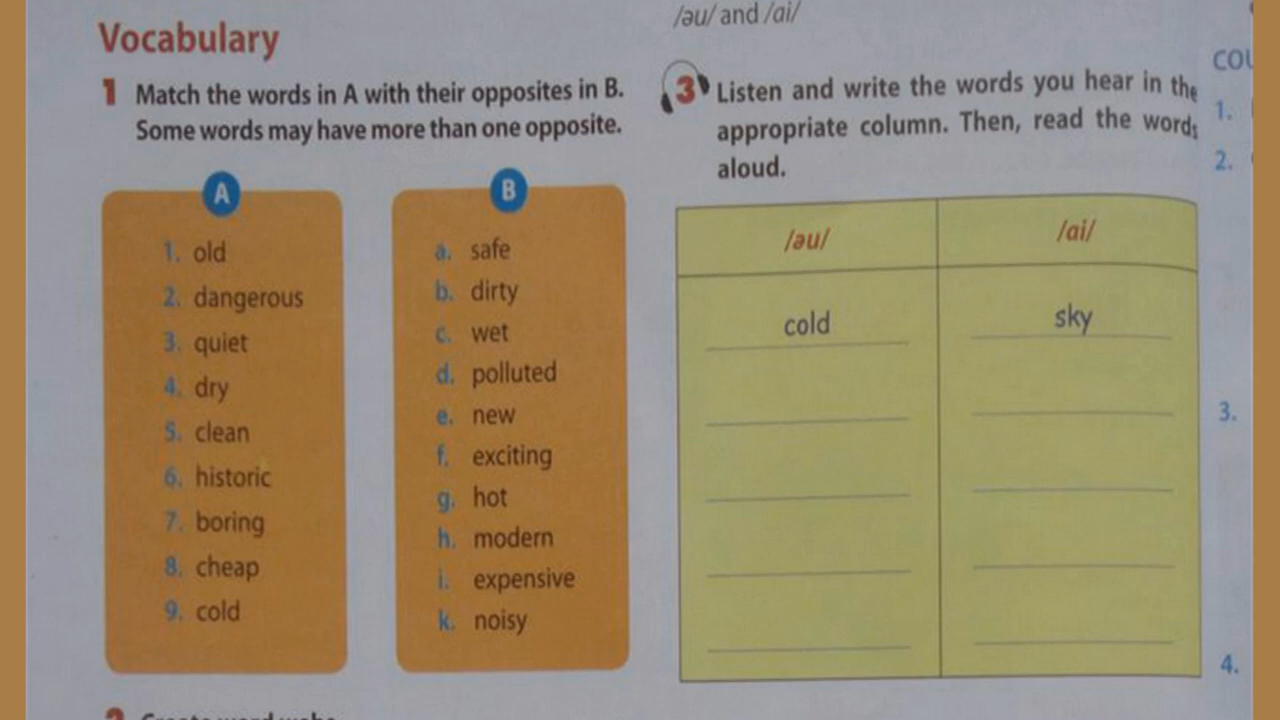 Vocabulary
1 Match the words in A with their opposites in B.
Some words may have more than one opposite.
A
1. old
2. dangerous
3. quiet
4. dry
5. clean
6. historic
7. boring
8. cheap
9. cold
B
a. safe
b. dirty
c. wet
d. polluted
e. new
f. exciting
g. hot
h. modern
i. expensive
k. noisy
/əu/ and /ai/
3 Listen and write the words you hear in the
appropriate column. Then, read the words
aloud.
/əu/ /ai/
cold sky
1.
2.
3.
4.